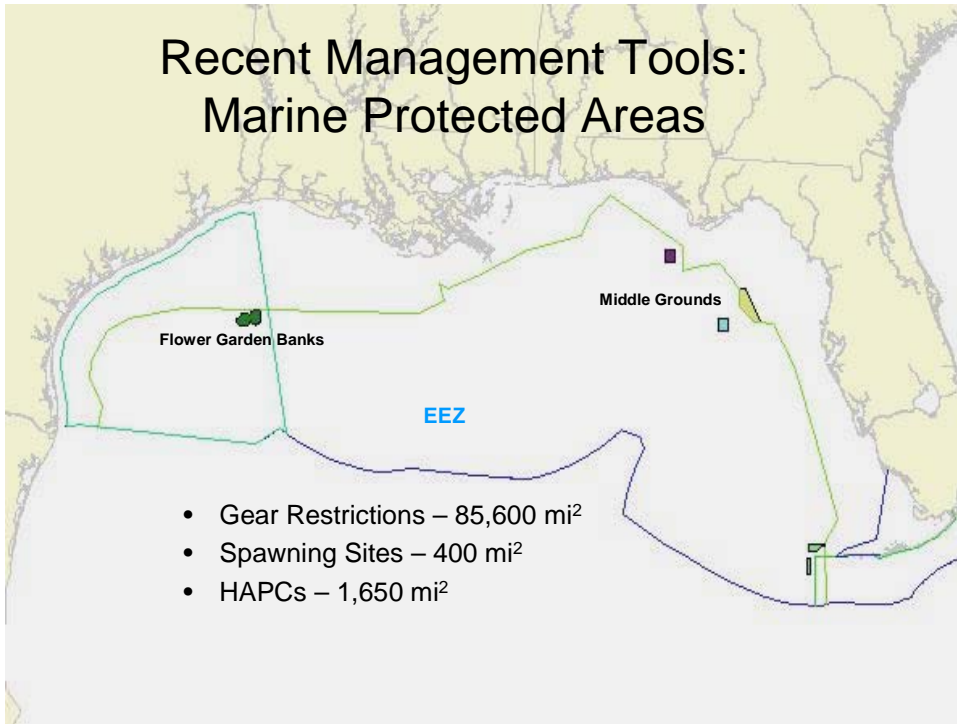 Recent Management Tools:
Marine Protected Areas
Middle Grounds
Flower Garden Banks
EEZ
• Gear Restrictions – 85,600 mi²
• Spawning Sites – 400 mi²
• HAPCs – 1,650 mi²